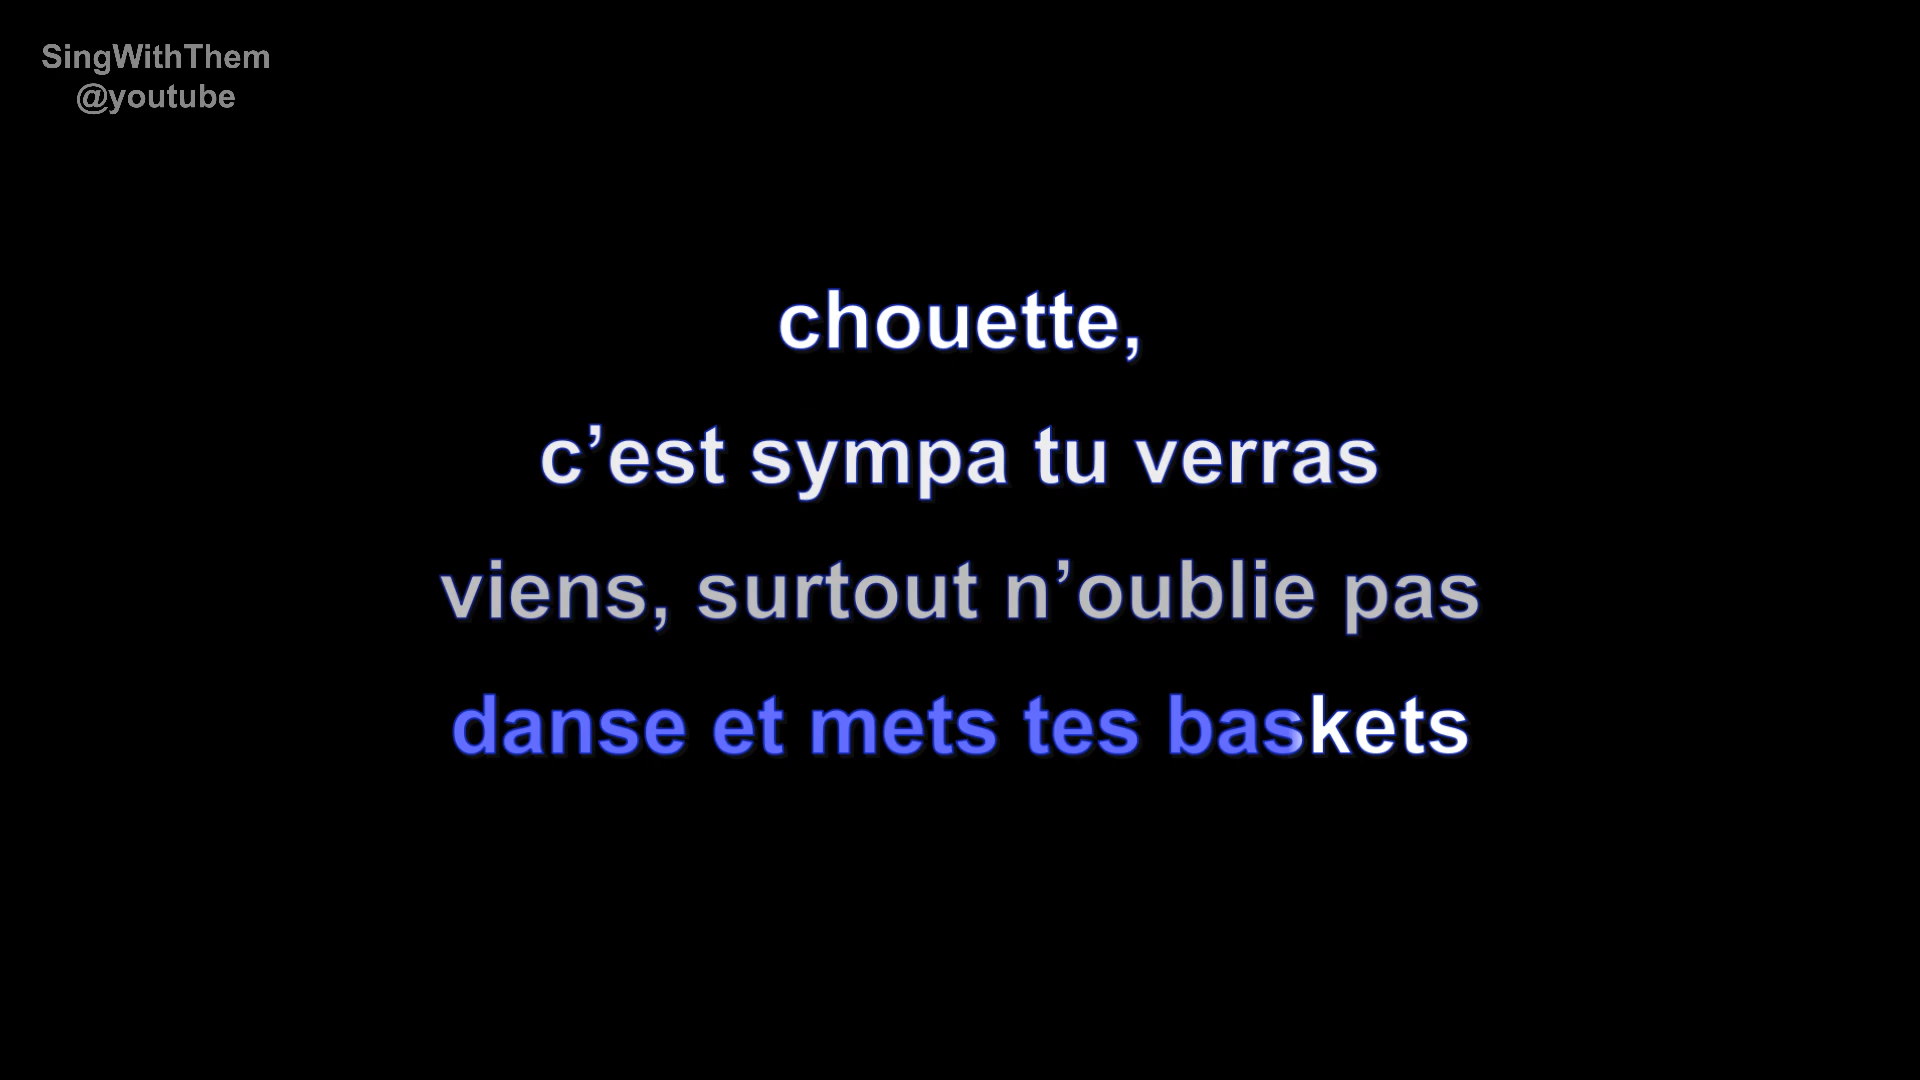 SingWithThem
@youtube
chouette,
c’est sympa tu verras
viens, surtout n’oublie pas
danse et mets tes baskets